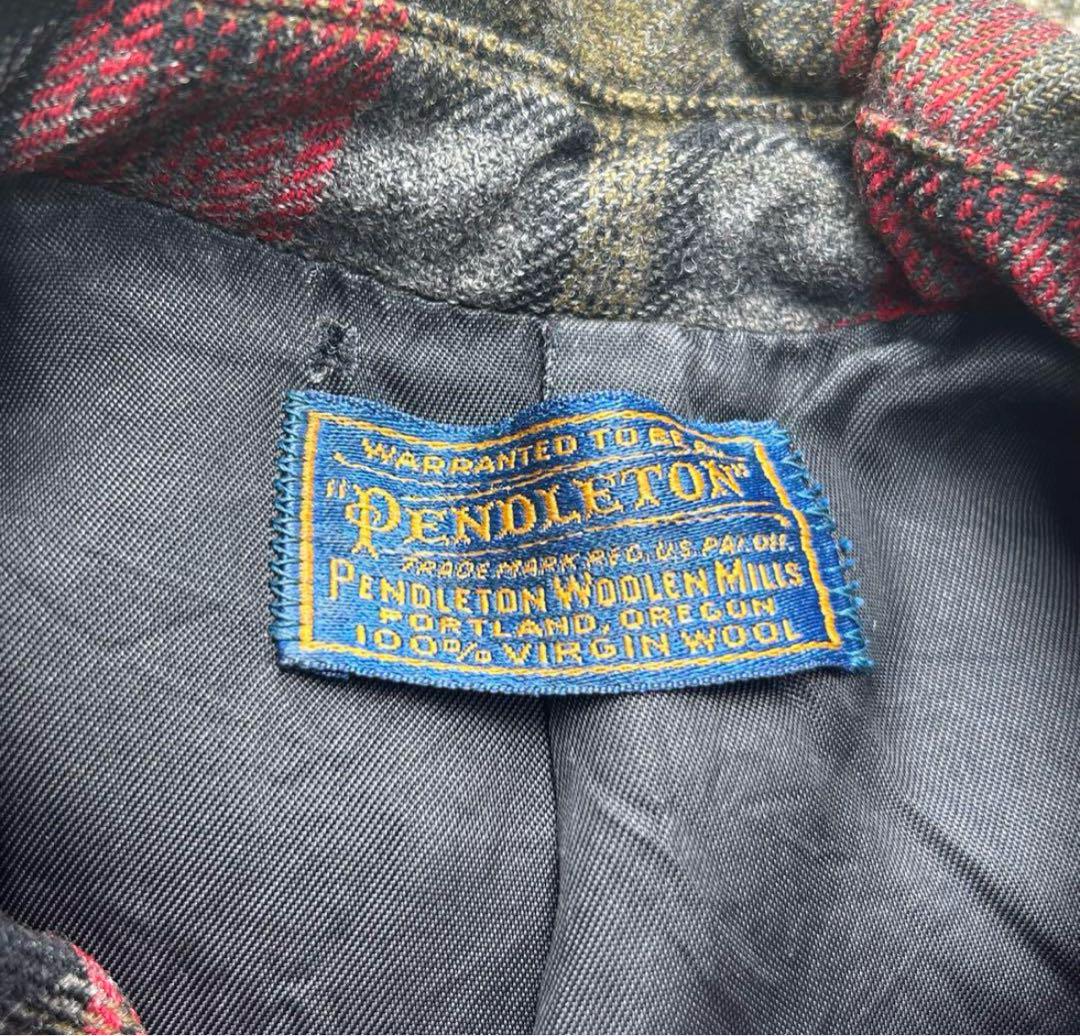 WARRANTED TO BE A
"PENDLETON"
TRADE MARK REG. U.S. PAT. OFF.
PENDLETON WOOLEN MILLS
PORTLAND, OREGON
100% VIRGIN WOOL